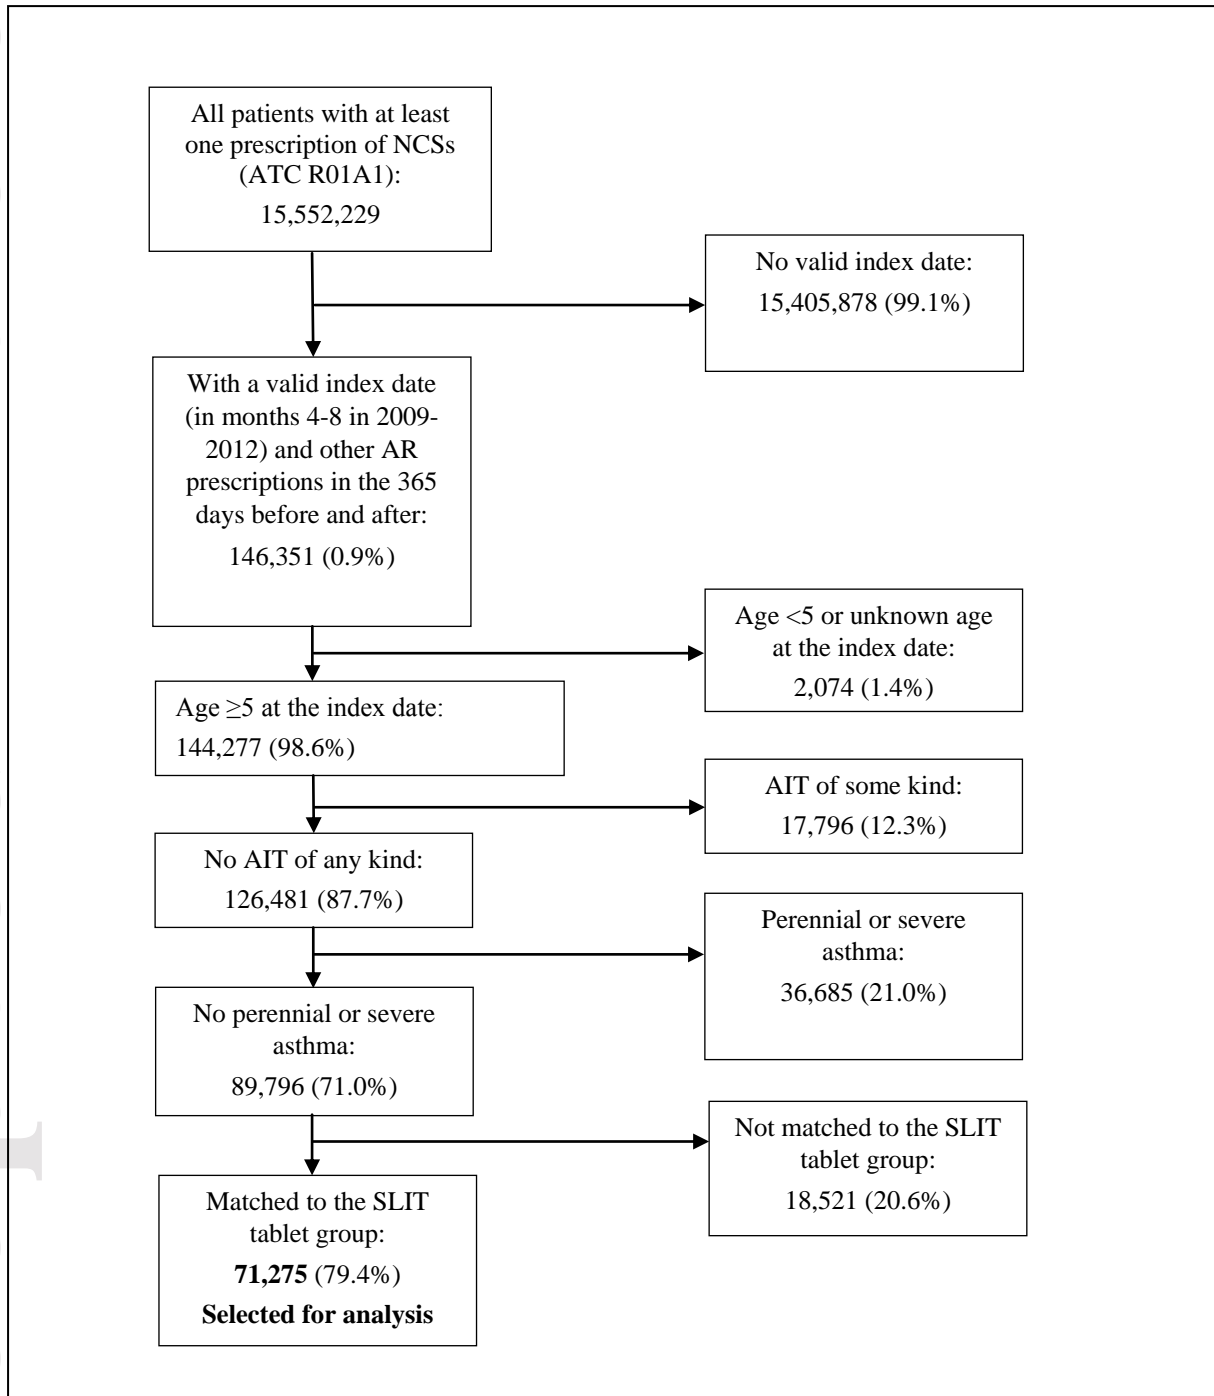 All patients with at least
one prescription of NCSs
(ATC R01A1):
15,552,229
No valid index date:
15,405,878 (99.1%)
With a valid index date
(in months 4-8 in 2009-
2012) and other AR
prescriptions in the 365
days before and after:
146,351 (0.9%)
Age <5 or unknown age
at the index date:
2,074 (1.4%)
Age ≥5 at the index date:
144,277 (98.6%)
AIT of some kind:
17,796 (12.3%)
No AIT of any kind:
126,481 (87.7%)
Perennial or severe
asthma:
36,685 (21.0%)
No perennial or severe
asthma:
89,796 (71.0%)
Not matched to the SLIT
tablet group:
18,521 (20.6%)
Matched to the SLIT
tablet group:
71,275 (79.4%)
Selected for analysis